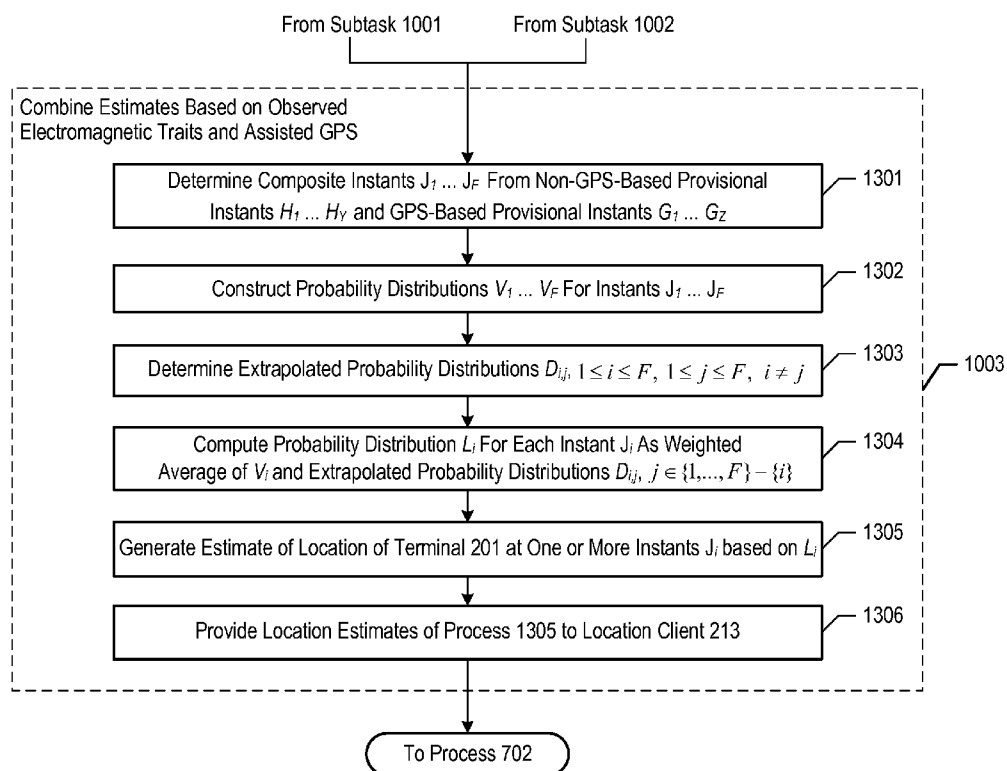 From Subtask 1001 From Subtask 1002
Combine Estimates Based on Observed
Electromagnetic Traits and Assisted GPS
Determine Composite Instants J1 ... JF From Non-GPS-Based Provisional
Instants H1 ... HY and GPS-Based Provisional Instants G1 ... GZ
1301
Construct Probability Distributions V1 ... VF For Instants J1 ... JF
1302
Determine Extrapolated Probability Distributions Di,j, 1 ≤ i ≤ F, 1 ≤ j ≤ F, i ≠ j
1303
1003
Compute Probability Distribution Li For Each Instant Ji As Weighted
Average of Vi and Extrapolated Probability Distributions Di,j, j ∈ {1,...,F} − {i}
1304
Generate Estimate of Location of Terminal 201 at One or More Instants Ji based on Li
1305
Provide Location Estimates of Process 1305 to Location Client 213
1306
To Process 702